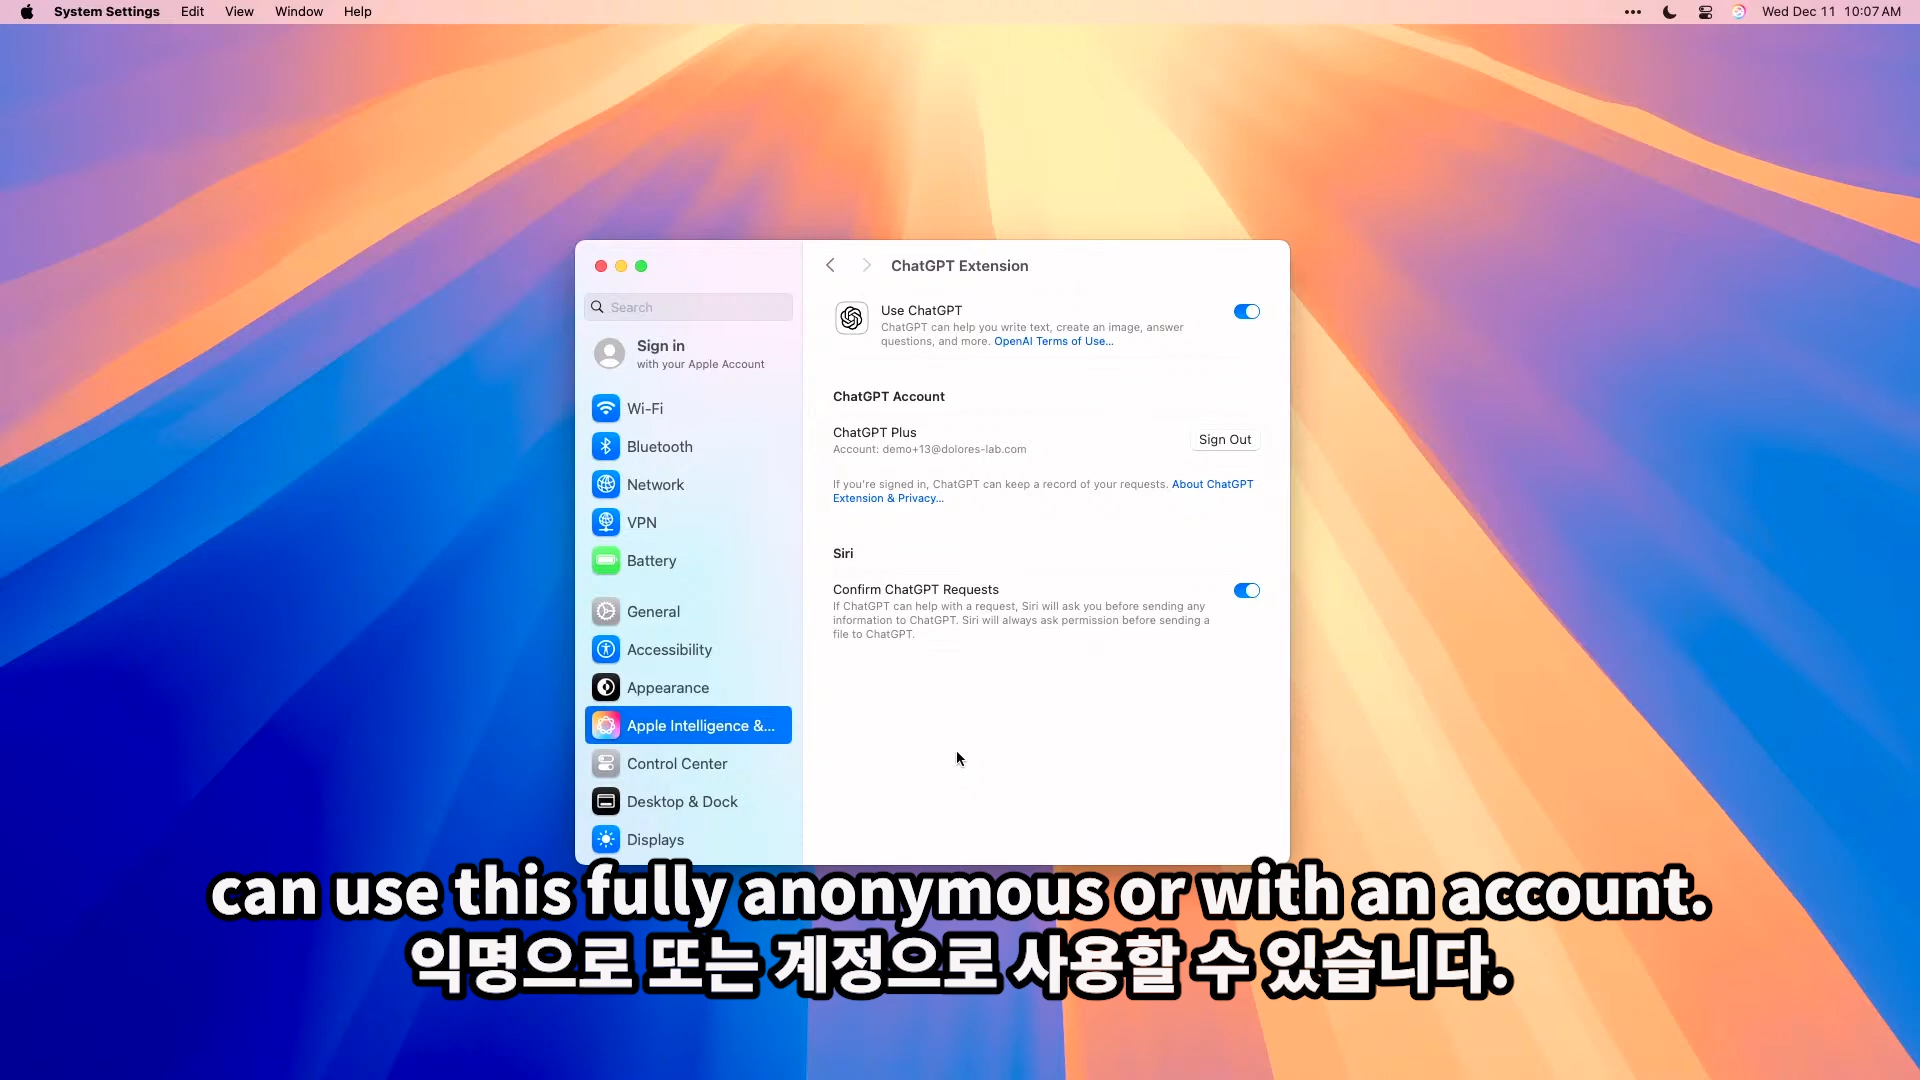 System Settings Edit View Window Help
Wed Dec 11 10:07 AM
ChatGPT Extension
Search
Sign in
with your Apple Account
Wi-Fi
Bluetooth
Network
VPN
Battery
General
Accessibility
Appearance
Apple Intelligence &...
Control Center
Desktop & Dock
Displays
Use ChatGPT
ChatGPT can help you write text, create an image, answer
questions, and more. OpenAI Terms of Use...
ChatGPT Account
ChatGPT Plus
Account: demo+13@dolores-lab.com
Sign Out
If you're signed in, ChatGPT can keep a record of your requests. About ChatGPT
Extension & Privacy...
Siri
Confirm ChatGPT Requests
If ChatGPT can help with a request, Siri will ask you before sending any
information to ChatGPT. Siri will always ask permission before sending a
file to ChatGPT.
can use this fully anonymous or with an account.
익명으로 또는 계정으로 사용할 수 있습니다.